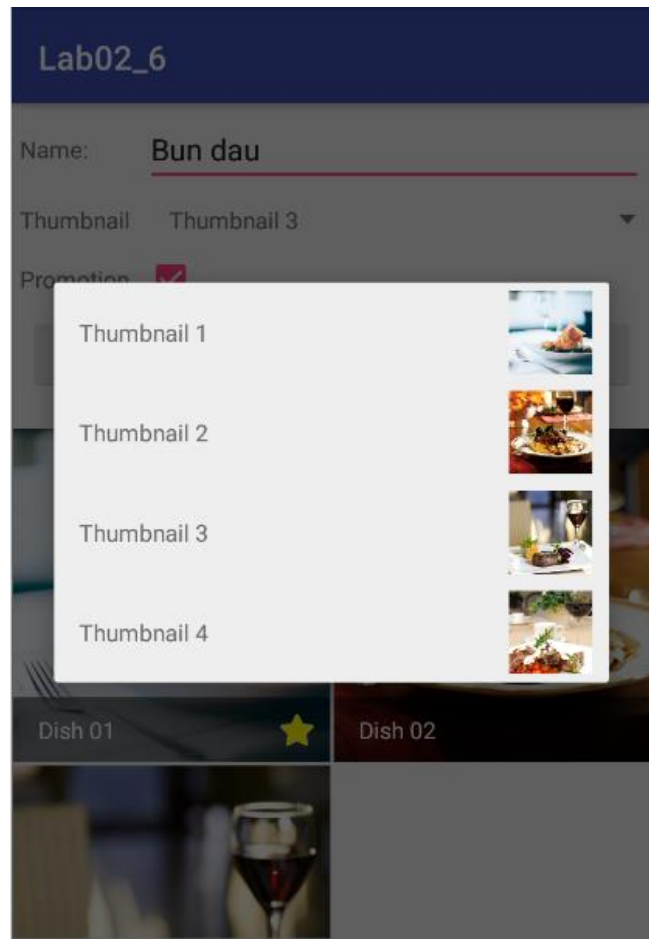 Lab02_6
Name: Bun dau
Thumbnail Thumbnail 3
Promotion
Thumbnail 1
Thumbnail 2
Thumbnail 3
Thumbnail 4
Dish 01 Dish 02